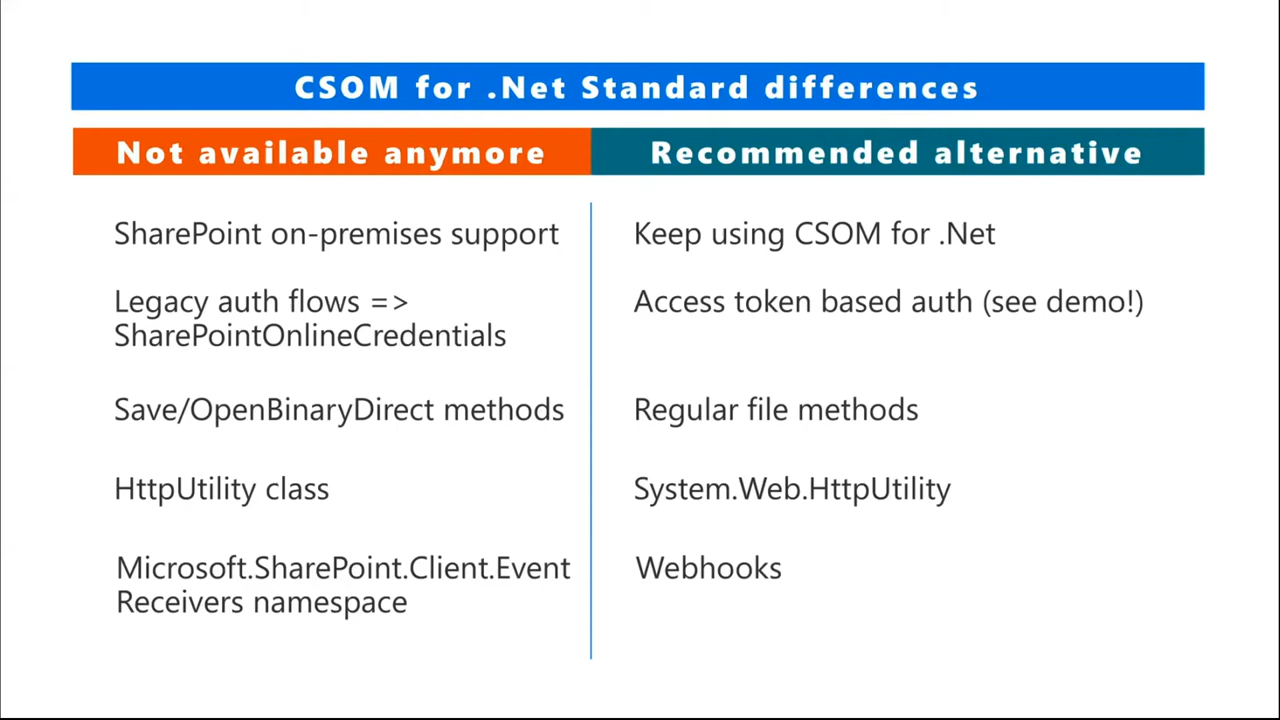 CSOM for .Net Standard differences
Not available anymore
Recommended alternative
SharePoint on-premises support
Keep using CSOM for .Net
Legacy auth flows =>
SharePointOnlineCredentials
Access token based auth (see demo!)
Save/OpenBinaryDirect methods
Regular file methods
HttpUtility class
System.Web.HttpUtility
Microsoft.SharePoint.Client.Event
Receivers namespace
Webhooks